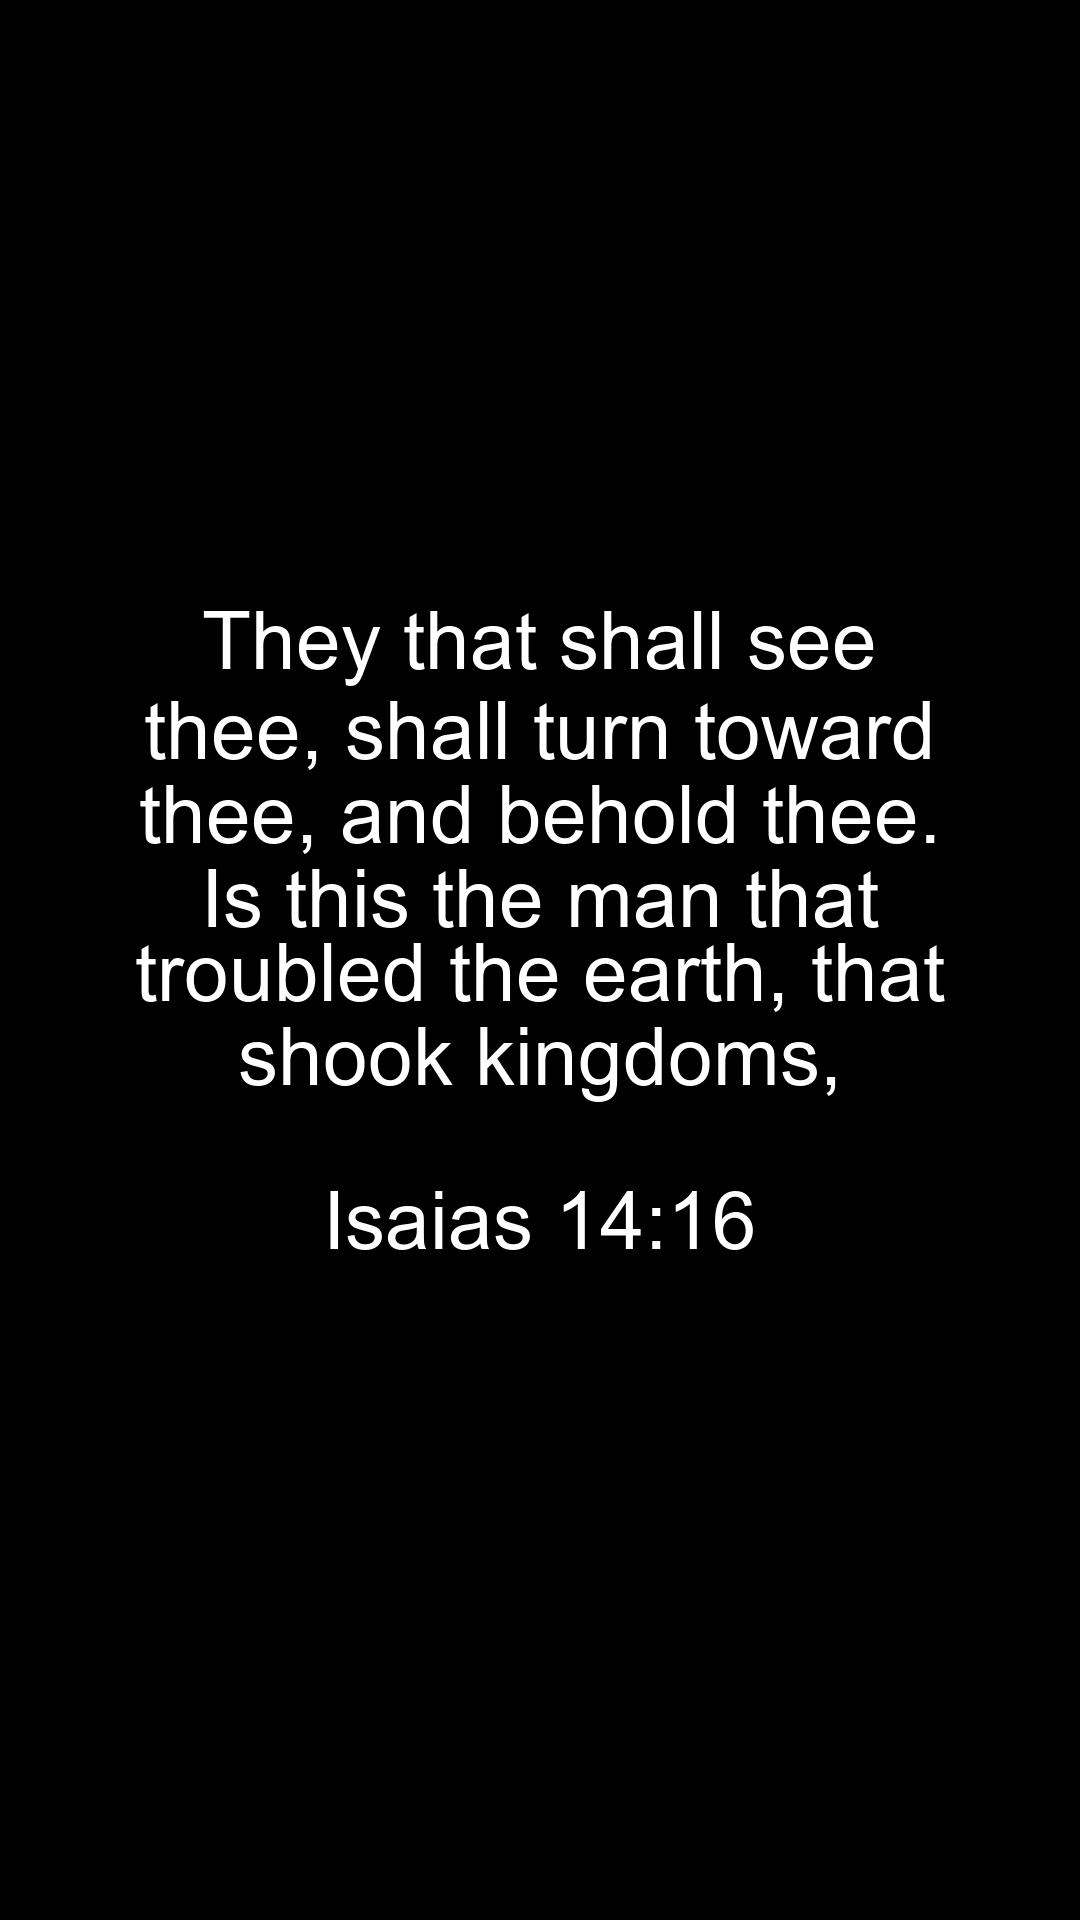 They that shall see
thee, shall turn toward
thee, and behold thee.
Is this the man that
troubled the earth, that
shook kingdoms,
Isaias 14:16